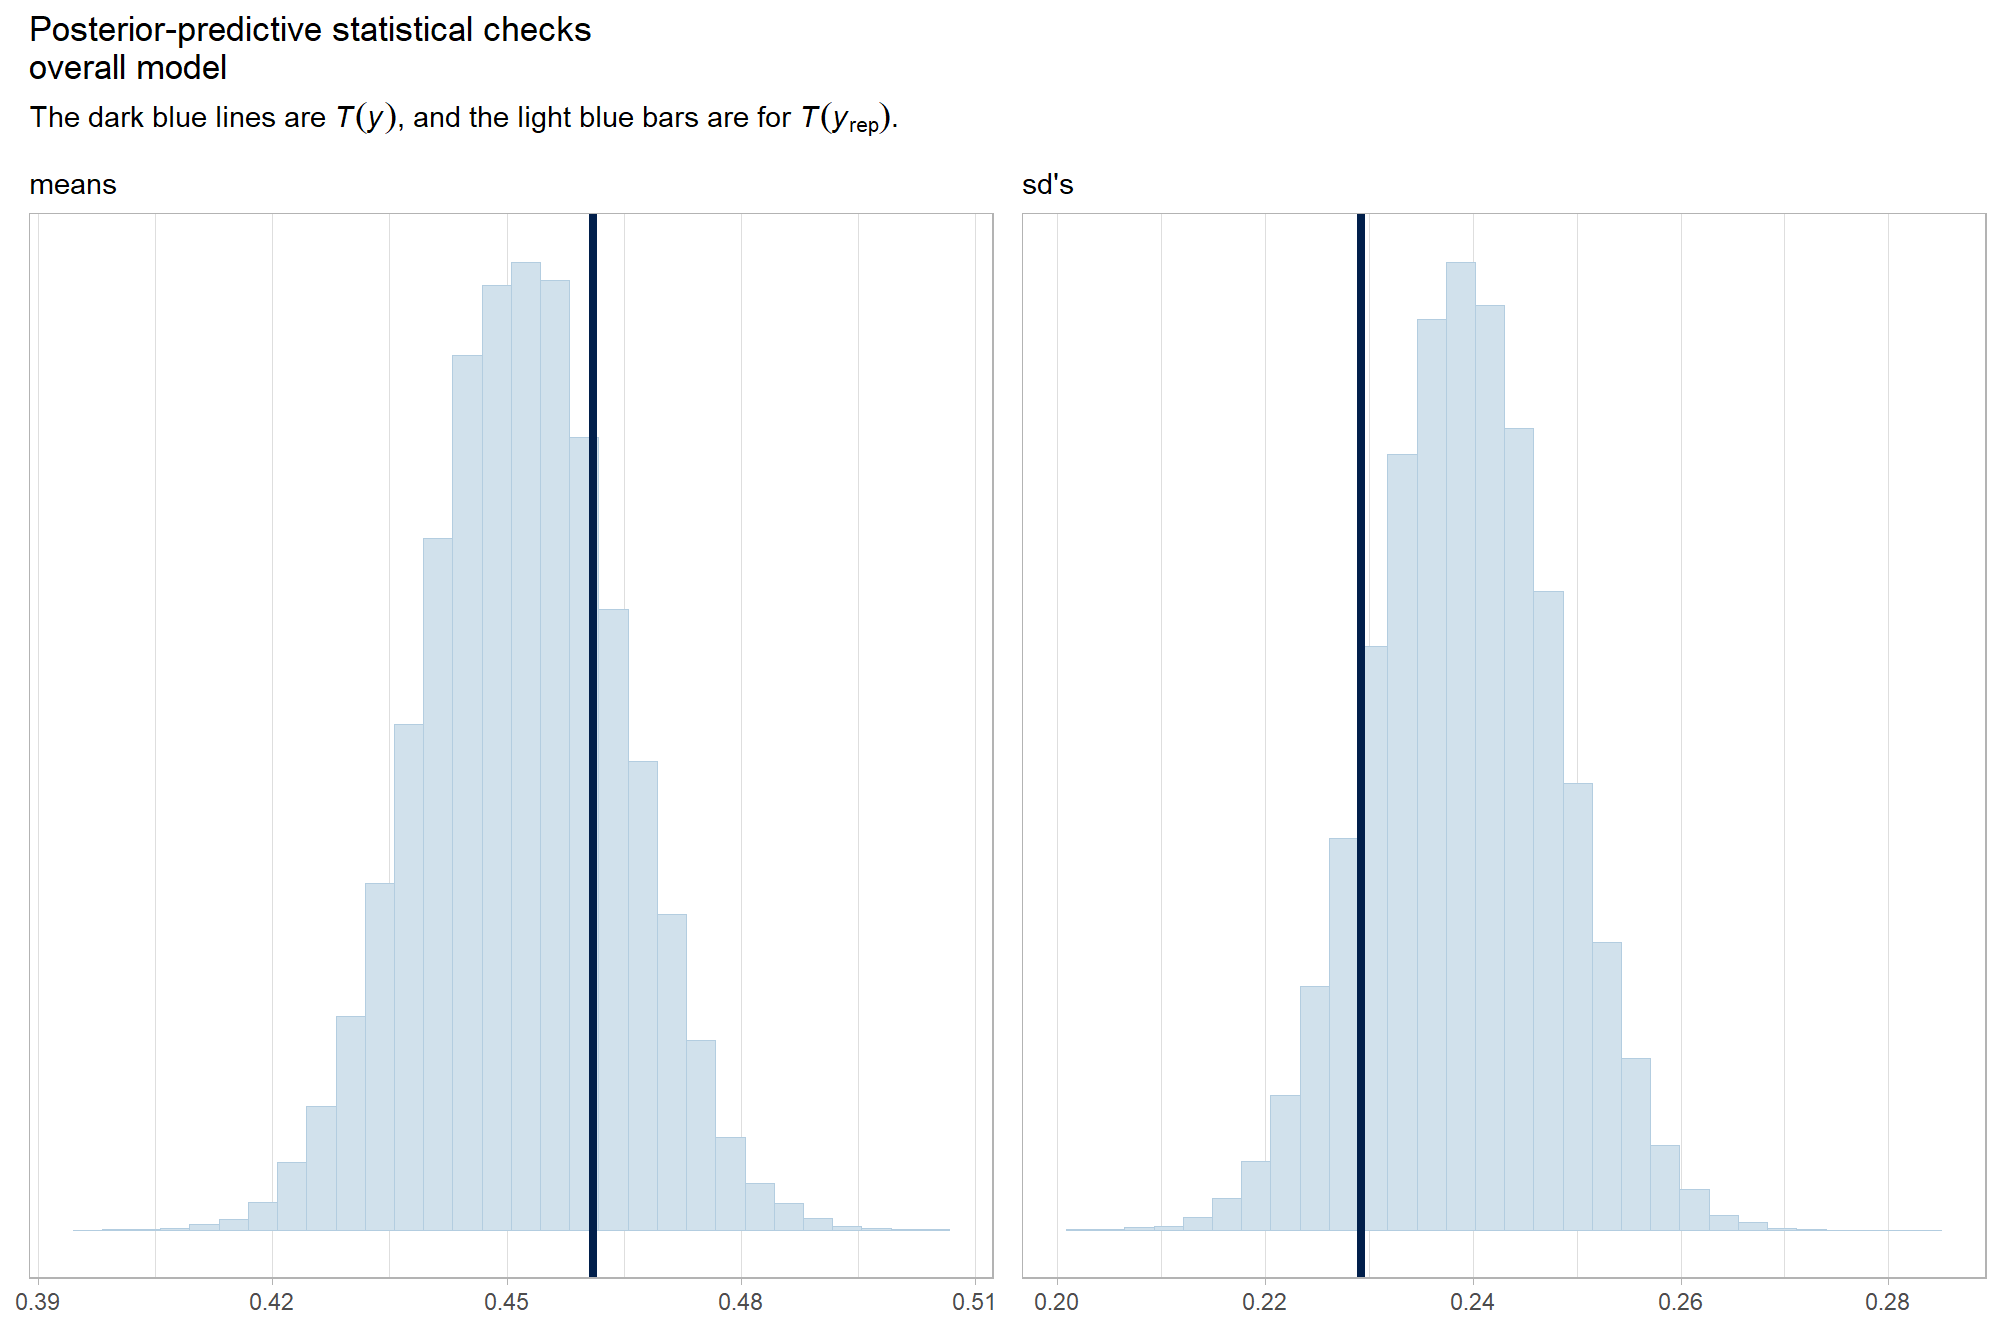 Posterior-predictive statistical checks
overall model
The dark blue lines are T(y), and the light blue bars are for T(yrep).
means
sd's
0.39 0.42 0.45 0.48 0.51
0.20 0.22 0.24 0.26 0.28